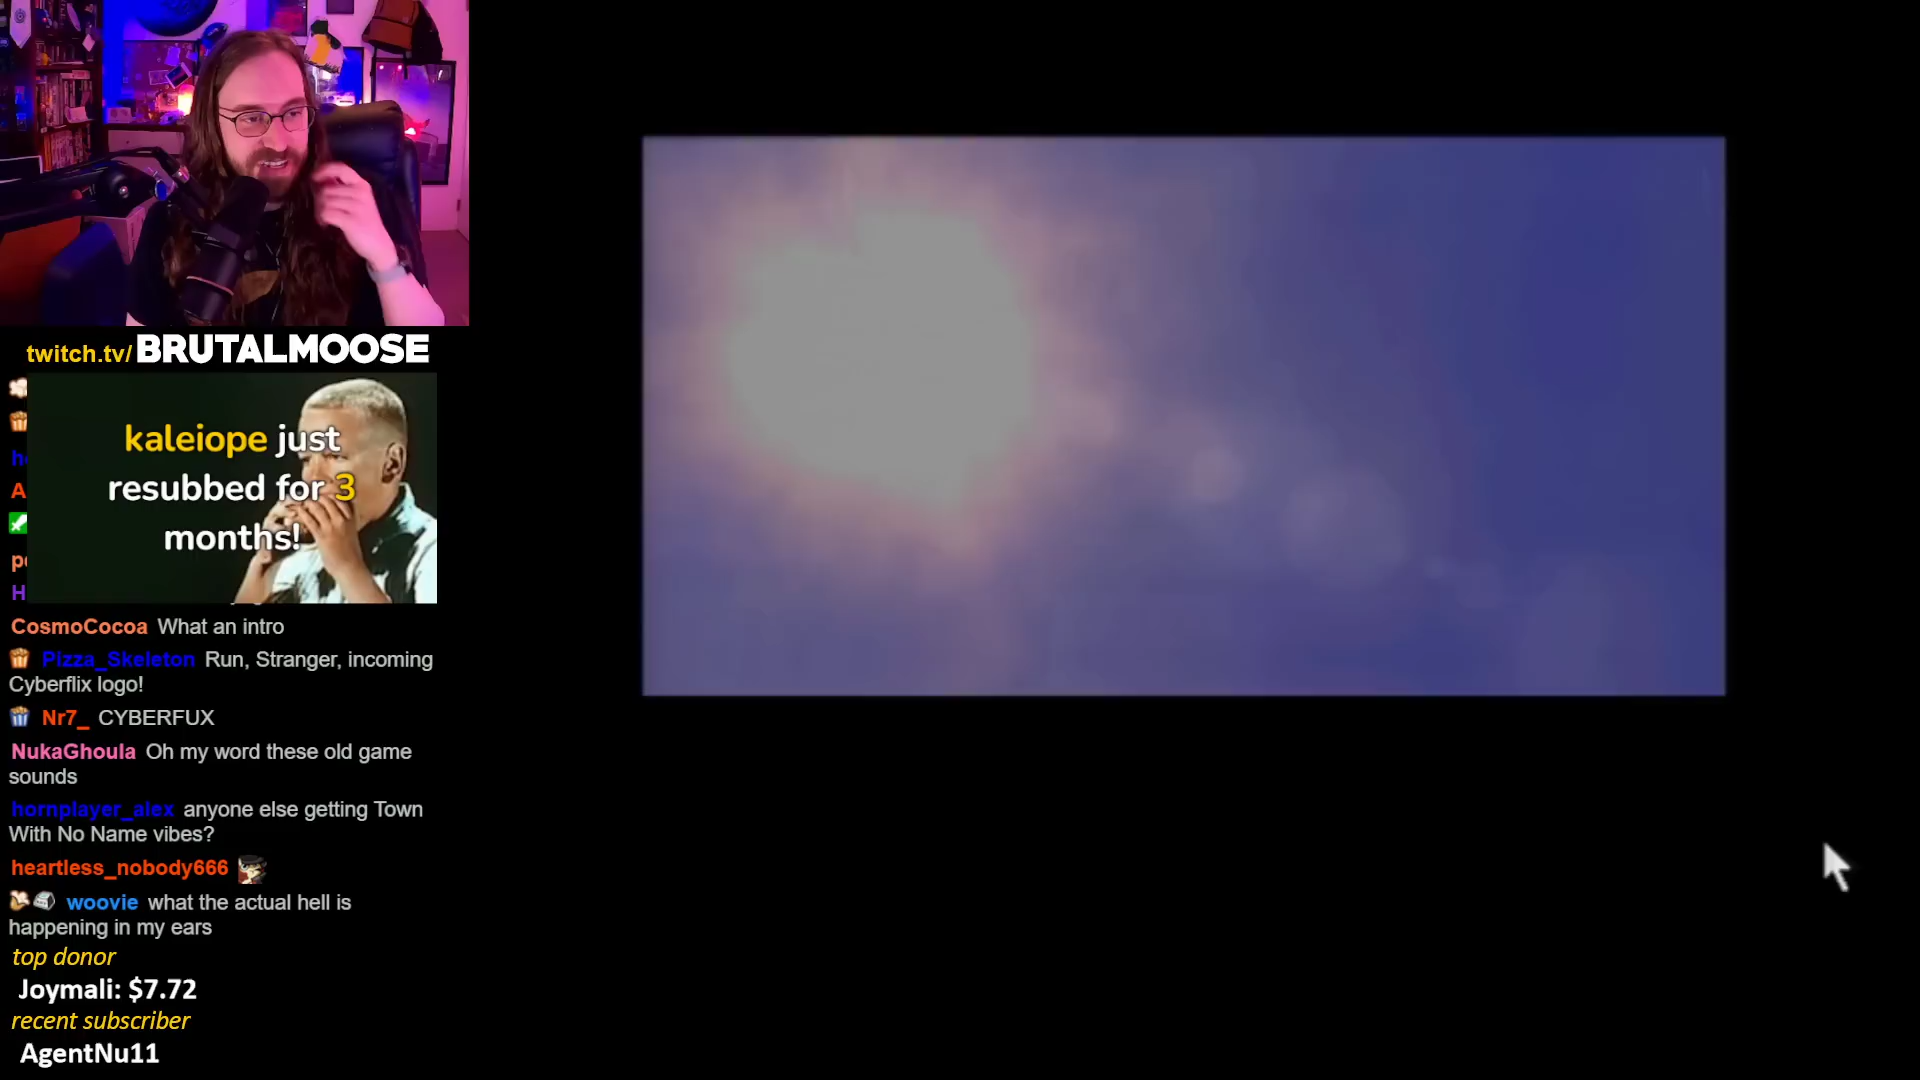 twitch.tv/BRUTALMOOSE
kaleiope just
resubbed for 3
months!
CosmoCocoa What an intro
Pizza_Skeleton Run, Stranger, incoming
Cyberflix logo!
Nr7_ CYBERFUX
NukaGhoula Oh my word these old game
sounds
hornplayer_alex anyone else getting Town
With No Name vibes?
heartless_nobody666
woovie what the actual hell is
happening in my ears
top donor
Joymali: $7.72
recent subscriber
AgentNu11